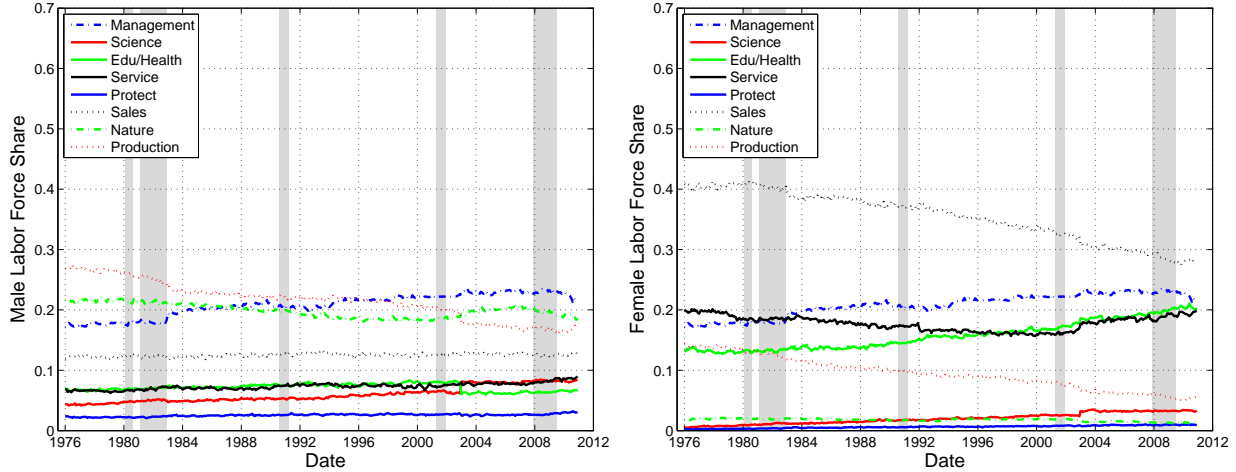 0.7
0.6
0.5
0.4
0.3
0.2
0.1
0
Male Labor Force Share
Management
Science
Edu/Health
Service
Protect
Sales
Nature
Production
1976 1980 1984 1988 1992 1996 2000 2004 2008 2012
Date
0.7
0.6
0.5
0.4
0.3
0.2
0.1
0
Female Labor Force Share
Management
Science
Edu/Health
Service
Protect
Sales
Nature
Production
1976 1980 1984 1988 1992 1996 2000 2004 2008 2012
Date